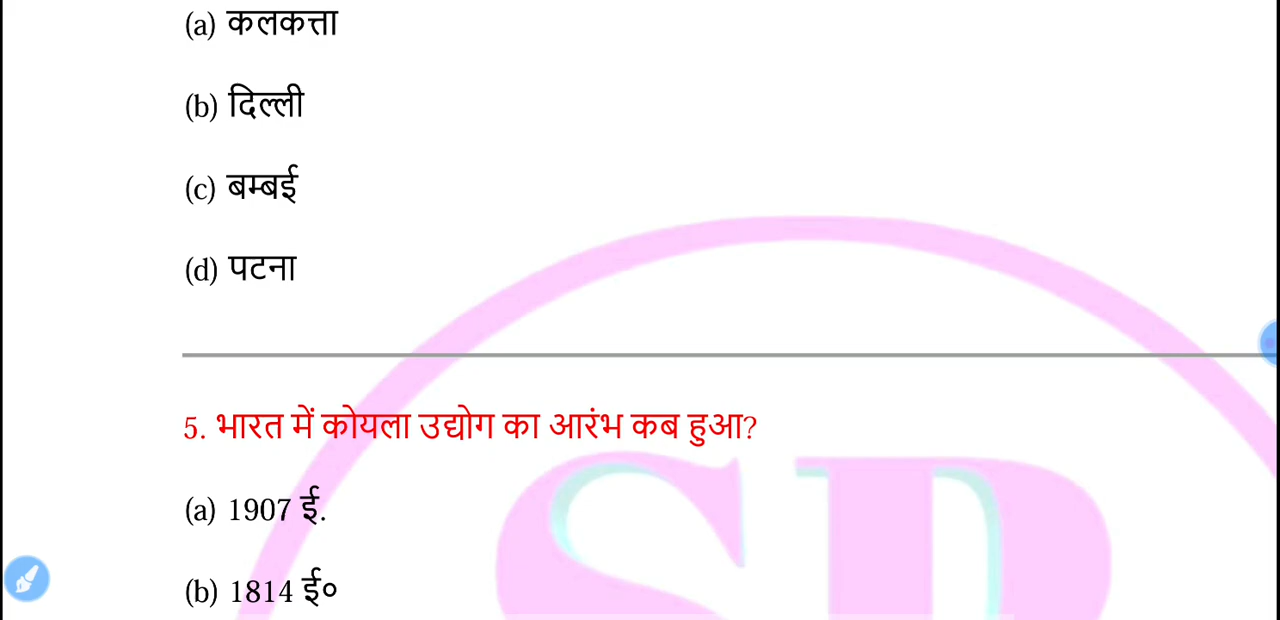 (a) कलकत्ता
(b) दिल्ली
(c) बम्बई
(d) पटना
5. भारत में कोयला उद्योग का आरंभ कब हुआ?
(a) 1907 ई.
(b) 1814 ई०